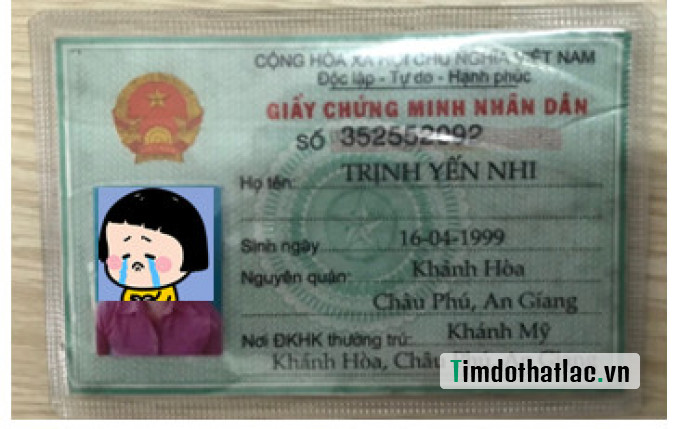 CỘNG HÒA XÃ HỘI CHỦ NGHĨA VIỆT NAM
Độc lập - Tự do - Hạnh phúc
GIẤY CHỨNG MINH NHÂN DÂN
SỐ 352552092
Họ tên: TRỊNH YẾN NHI
Sinh ngày 16-04-1999
Nguyên quán: Khánh Hòa
Châu Phú, An Giang
Nơi ĐKHK thường trú: Khánh Mỹ
Khánh Hòa, Châu
Timdothatlac.vn